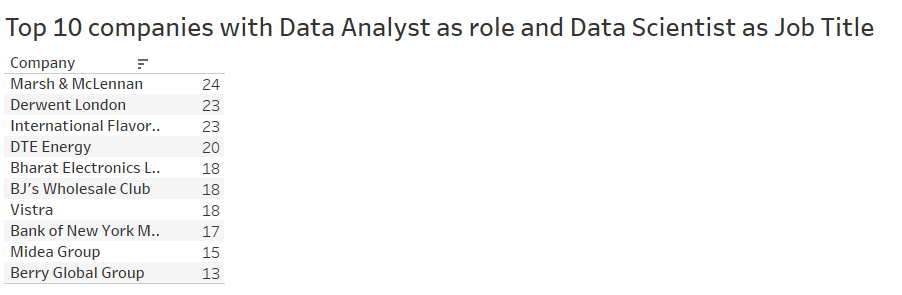 Top 10 companies with Data Analyst as role and Data Scientist as Job Title
Company
Marsh & McLennan 24
Derwent London 23
International Flavor.. 23
DTE Energy 20
Bharat Electronics L.. 18
BJ's Wholesale Club 18
Vistra 18
Bank of New York M.. 17
Midea Group 15
Berry Global Group 13